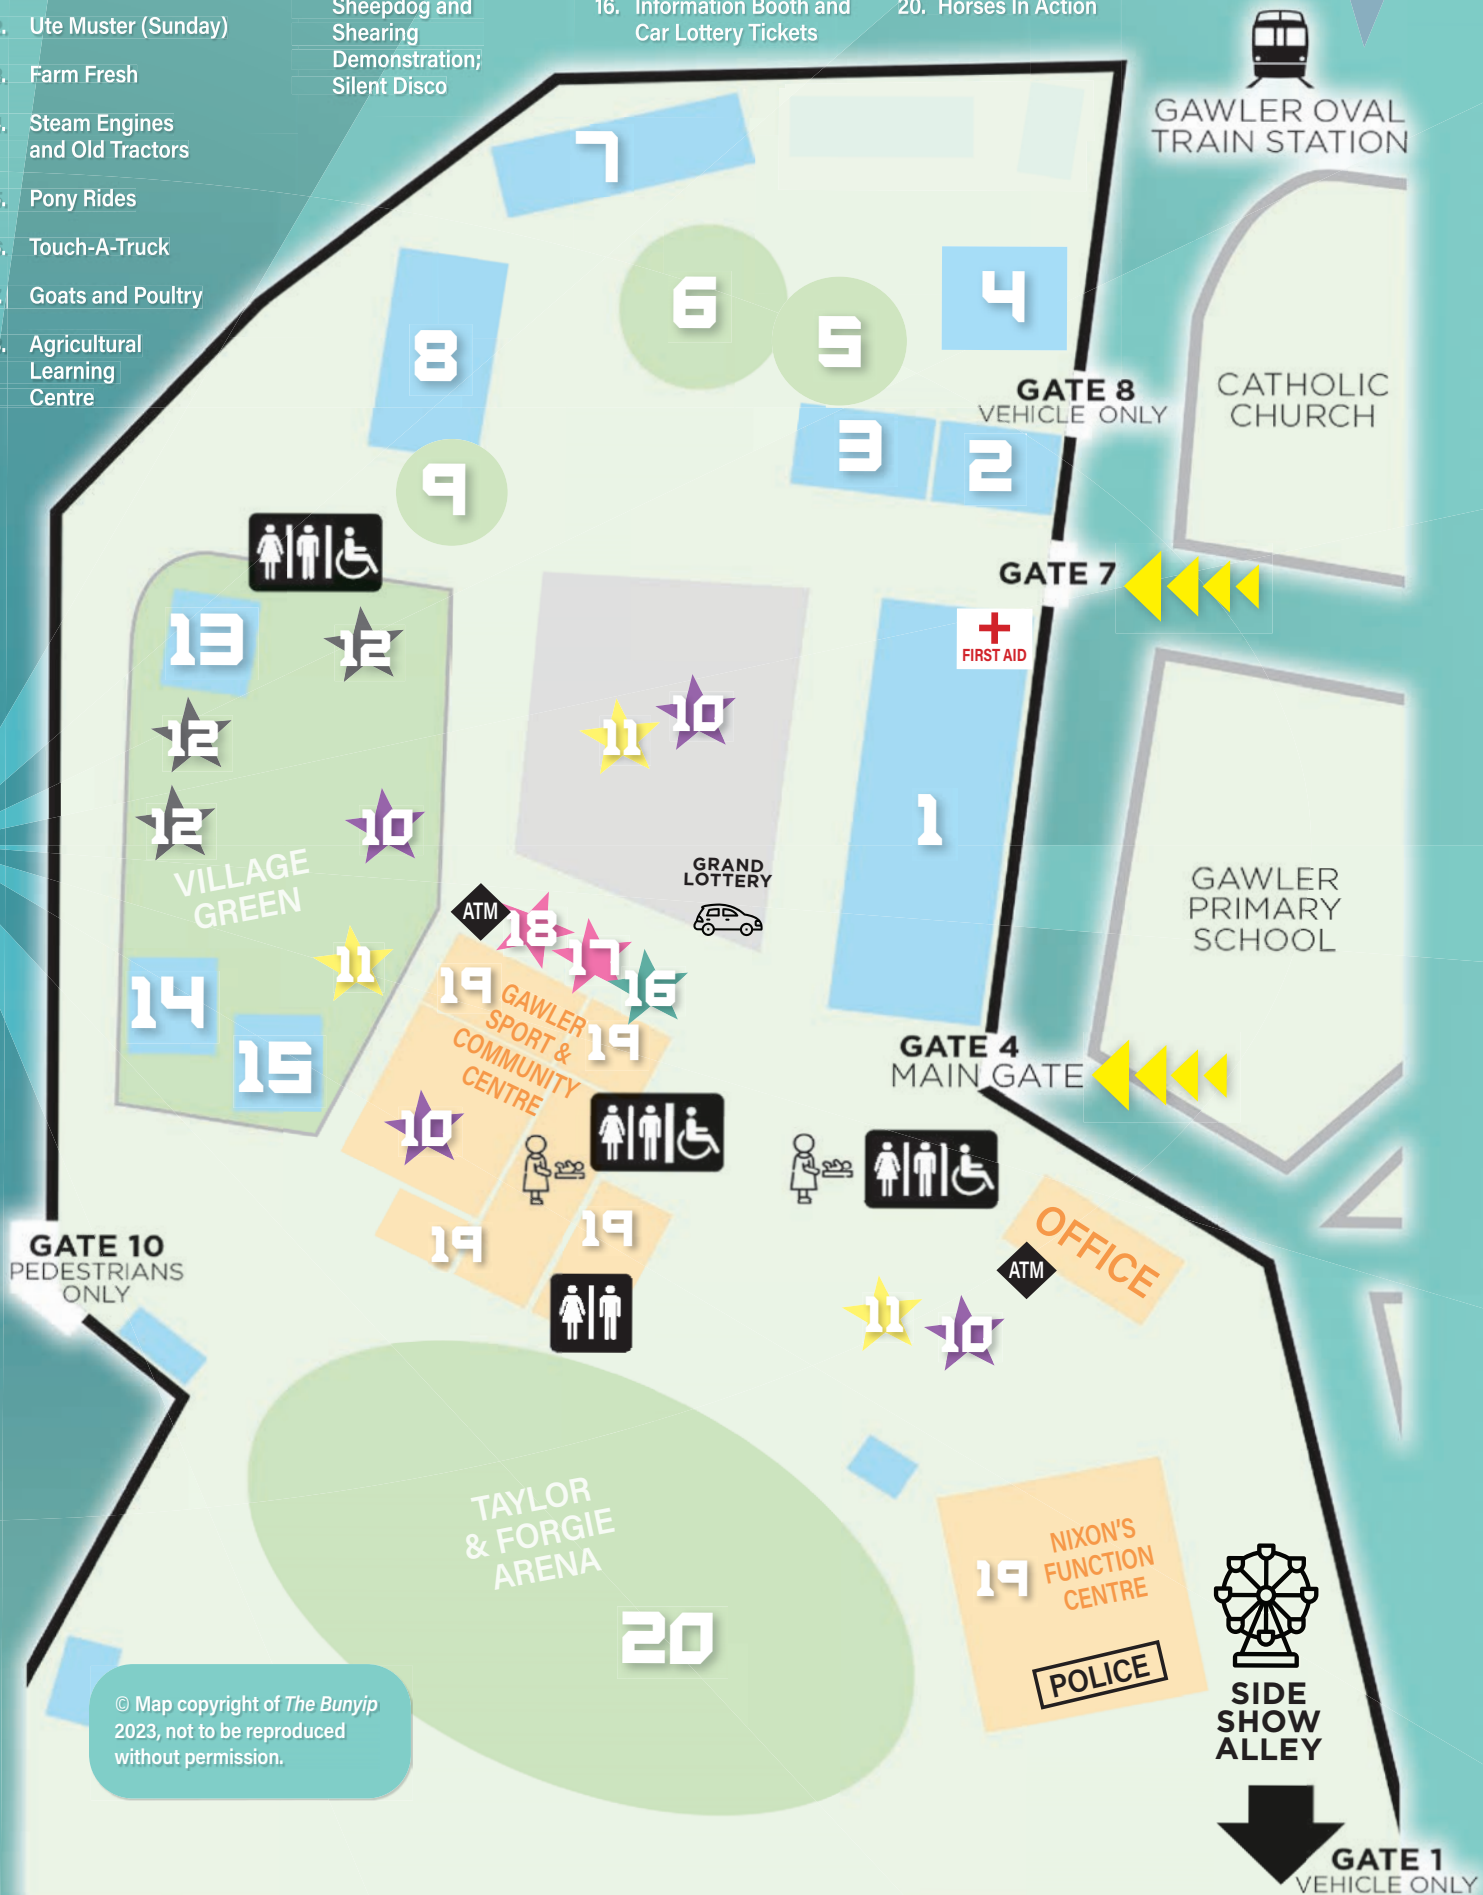 Ute Muster (Sunday)
Farm Fresh
Steam Engines
and Old Tractors
Pony Rides
Touch-A-Truck
Goats and Poultry
Agricultural
Learning
Centre
Sheepdog and
Shearing
Demonstration;
Silent Disco
16. Information Booth and
Car Lottery Tickets
20. Horses In Action
GAWLER OVAL
TRAIN STATION
7
6
5
4
8
GATE 8
VEHICLE ONLY
CATHOLIC
CHURCH
3
2
9
GATE 7
FIRST AID
13
12
12
12
10
11
10
1
VILLAGE
GREEN
GRAND
LOTTERY
GAWLER
PRIMARY
SCHOOL
ATM
18
17
16
11
14
15
19
GAWLER
SPORT &
COMMUNITY
CENTRE
19
10
GATE 4
MAIN GATE
19
19
OFFICE
ATM
GATE 10
PEDESTRIANS
ONLY
11
10
TAYLOR
& FORGIE
ARENA
20
19
NIXON'S
FUNCTION
CENTRE
POLICE
SIDE
SHOW
ALLEY
© Map copyright of The Bunyip
2023, not to be reproduced
without permission.
GATE 1
VEHICLE ONLY